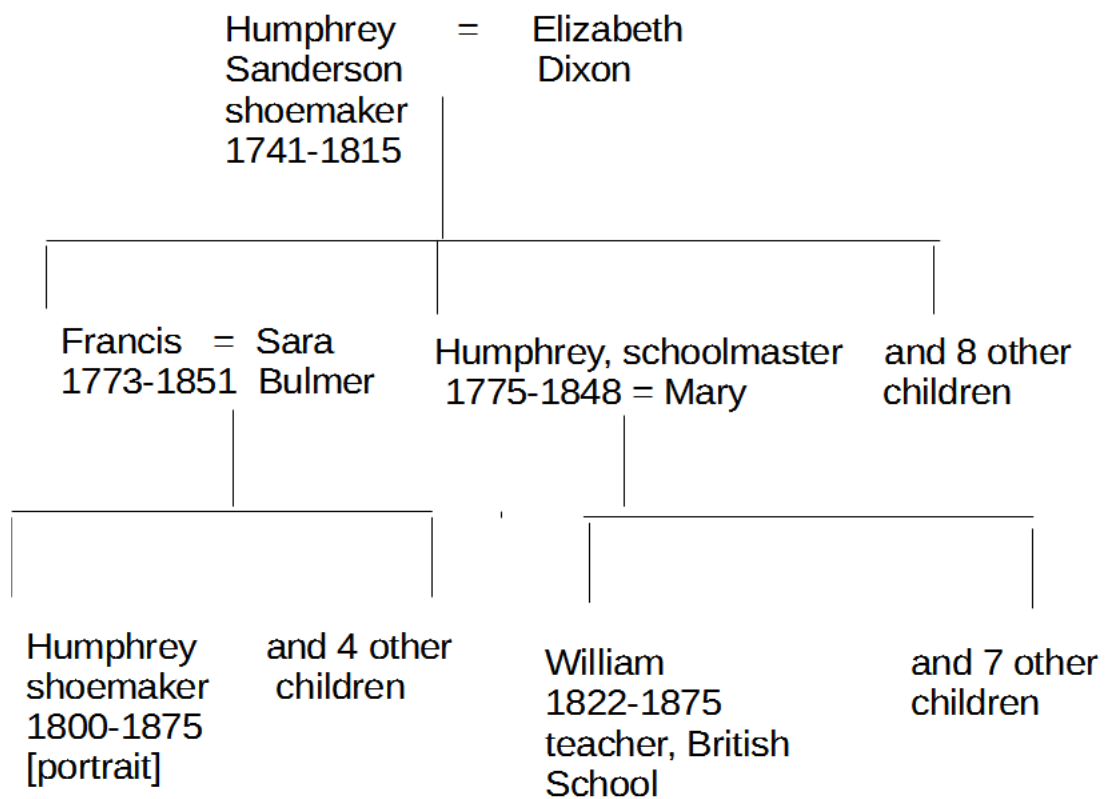 Humphrey = Elizabeth
Sanderson Dixon
shoemaker
1741-1815
Francis = Sara
1773-1851 Bulmer
Humphrey, schoolmaster
1775-1848 = Mary
and 8 other
children
Humphrey
shoemaker
1800-1875
[portrait]
and 4 other
children
William
1822-1875
teacher, British
School
and 7 other
children